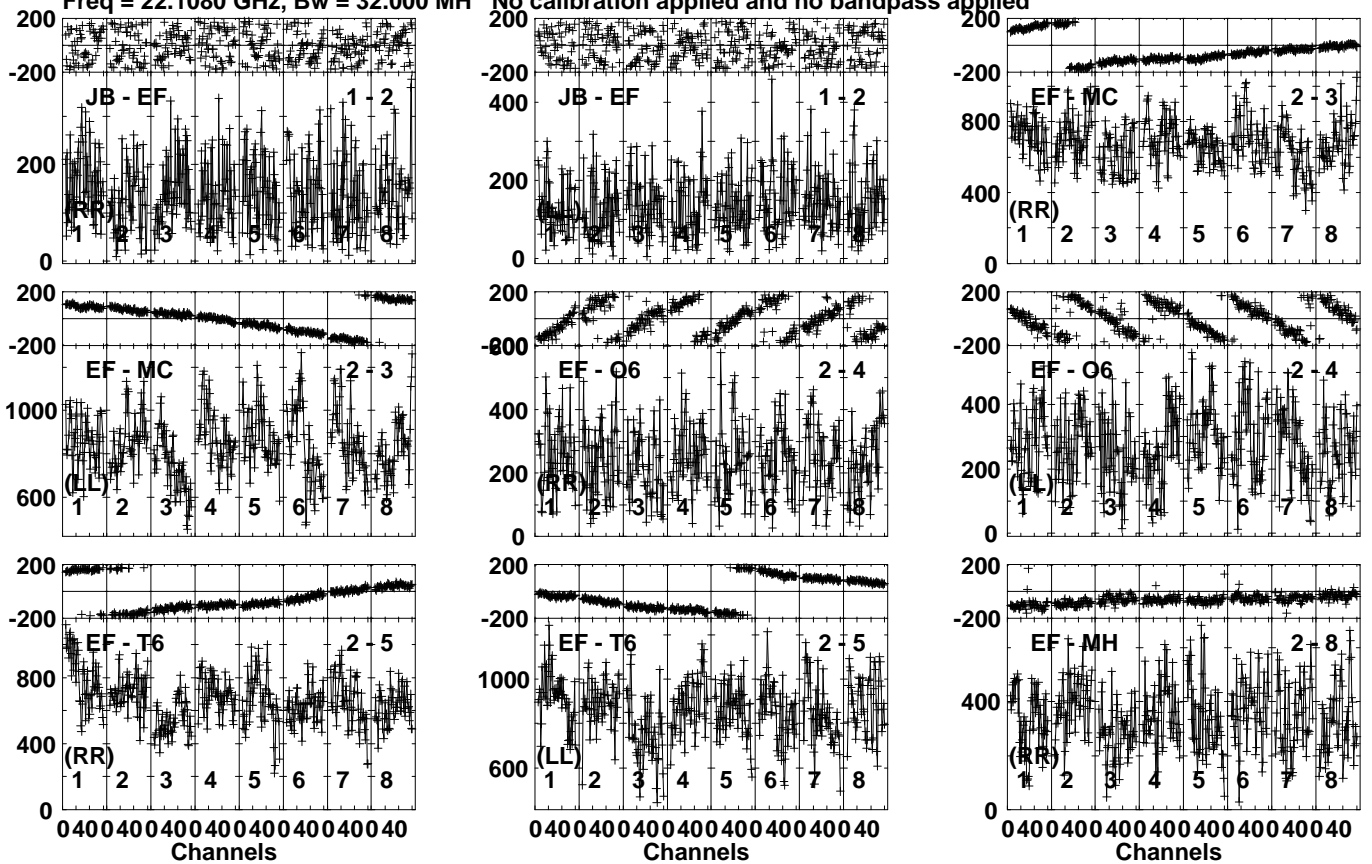 Freq = 22.1080 GHz, Bw = 32.000 MH No calibration applied and no bandpass applied
200
-200
JB - EF 1 - 2
200
(RR)
1 2 3 4 5 6 7 8
0
JB - EF 1 - 2
400
200
(LL)
1 2 3 4 5 6 7 8
0
200
-200
EF - MC 2 - 3
800
400
(RR)
1 2 3 4 5 6 7 8
0
200
-200
EF - MC 2 - 3
1000
600
(LL)
1 2 3 4 5 6 7 8
200
-200
600
EF - O6 2 - 4
400
200
(RR)
1 2 3 4 5 6 7 8
0
200
-200
EF - O6 2 - 4
400
200
(LL)
1 2 3 4 5 6 7 8
0
200
-200
EF - T6 2 - 5
800
400
(RR)
1 2 3 4 5 6 7 8
0
0 40 0 40 0 40 0 40 0 40 0 40 0 40 0 40
Channels
200
-200
EF - T6 2 - 5
1000
600
(LL)
1 2 3 4 5 6 7 8
0 40 0 40 0 40 0 40 0 40 0 40 0 40 0 40
Channels
200
-200
EF - MH 2 - 8
400
(RR)
1 2 3 4 5 6 7 8
0
0 40 0 40 0 40 0 40 0 40 0 40 0 40 0 40
Channels